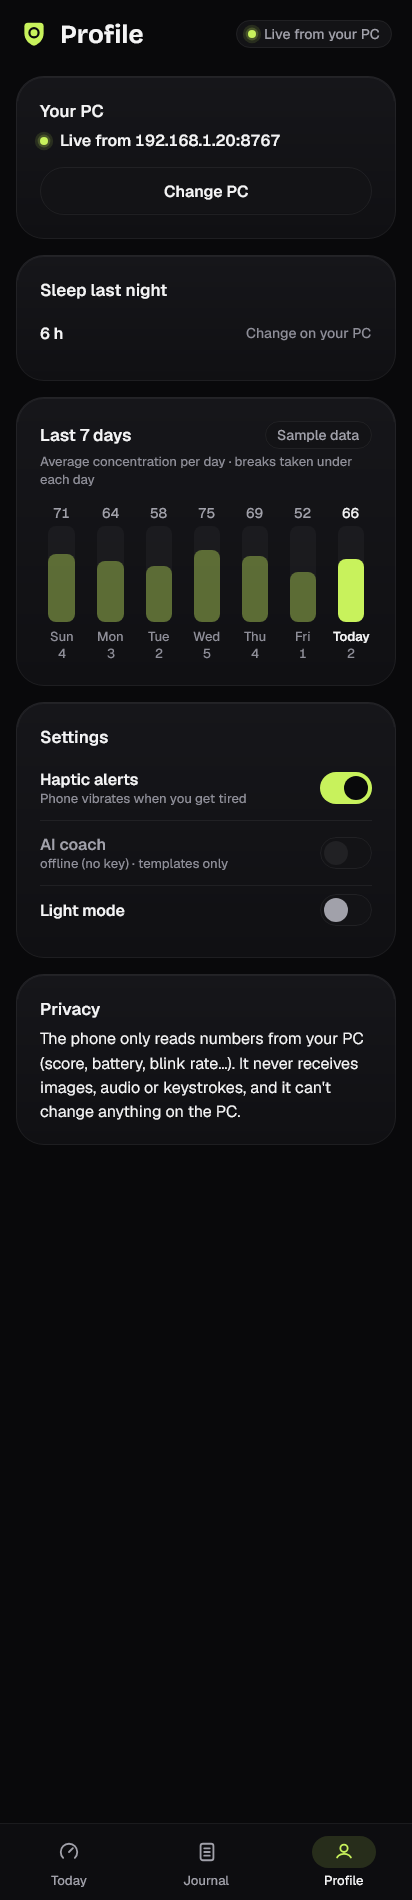 Profile
Live from your PC
Your PC
Live from 192.168.1.20:8767
Change PC
Sleep last night
6 h
Change on your PC
Last 7 days
Sample data
Average concentration per day · breaks taken under
each day
71 64 58 75 69 52 66
Sun Mon Tue Wed Thu Fri Today
4 3 2 5 4 1 2
Settings
Haptic alerts
Phone vibrates when you get tired
AI coach
offline (no key) · templates only
Light mode
Privacy
The phone only reads numbers from your PC
(score, battery, blink rate...). It never receives
images, audio or keystrokes, and it can't
change anything on the PC.
Today Journal Profile